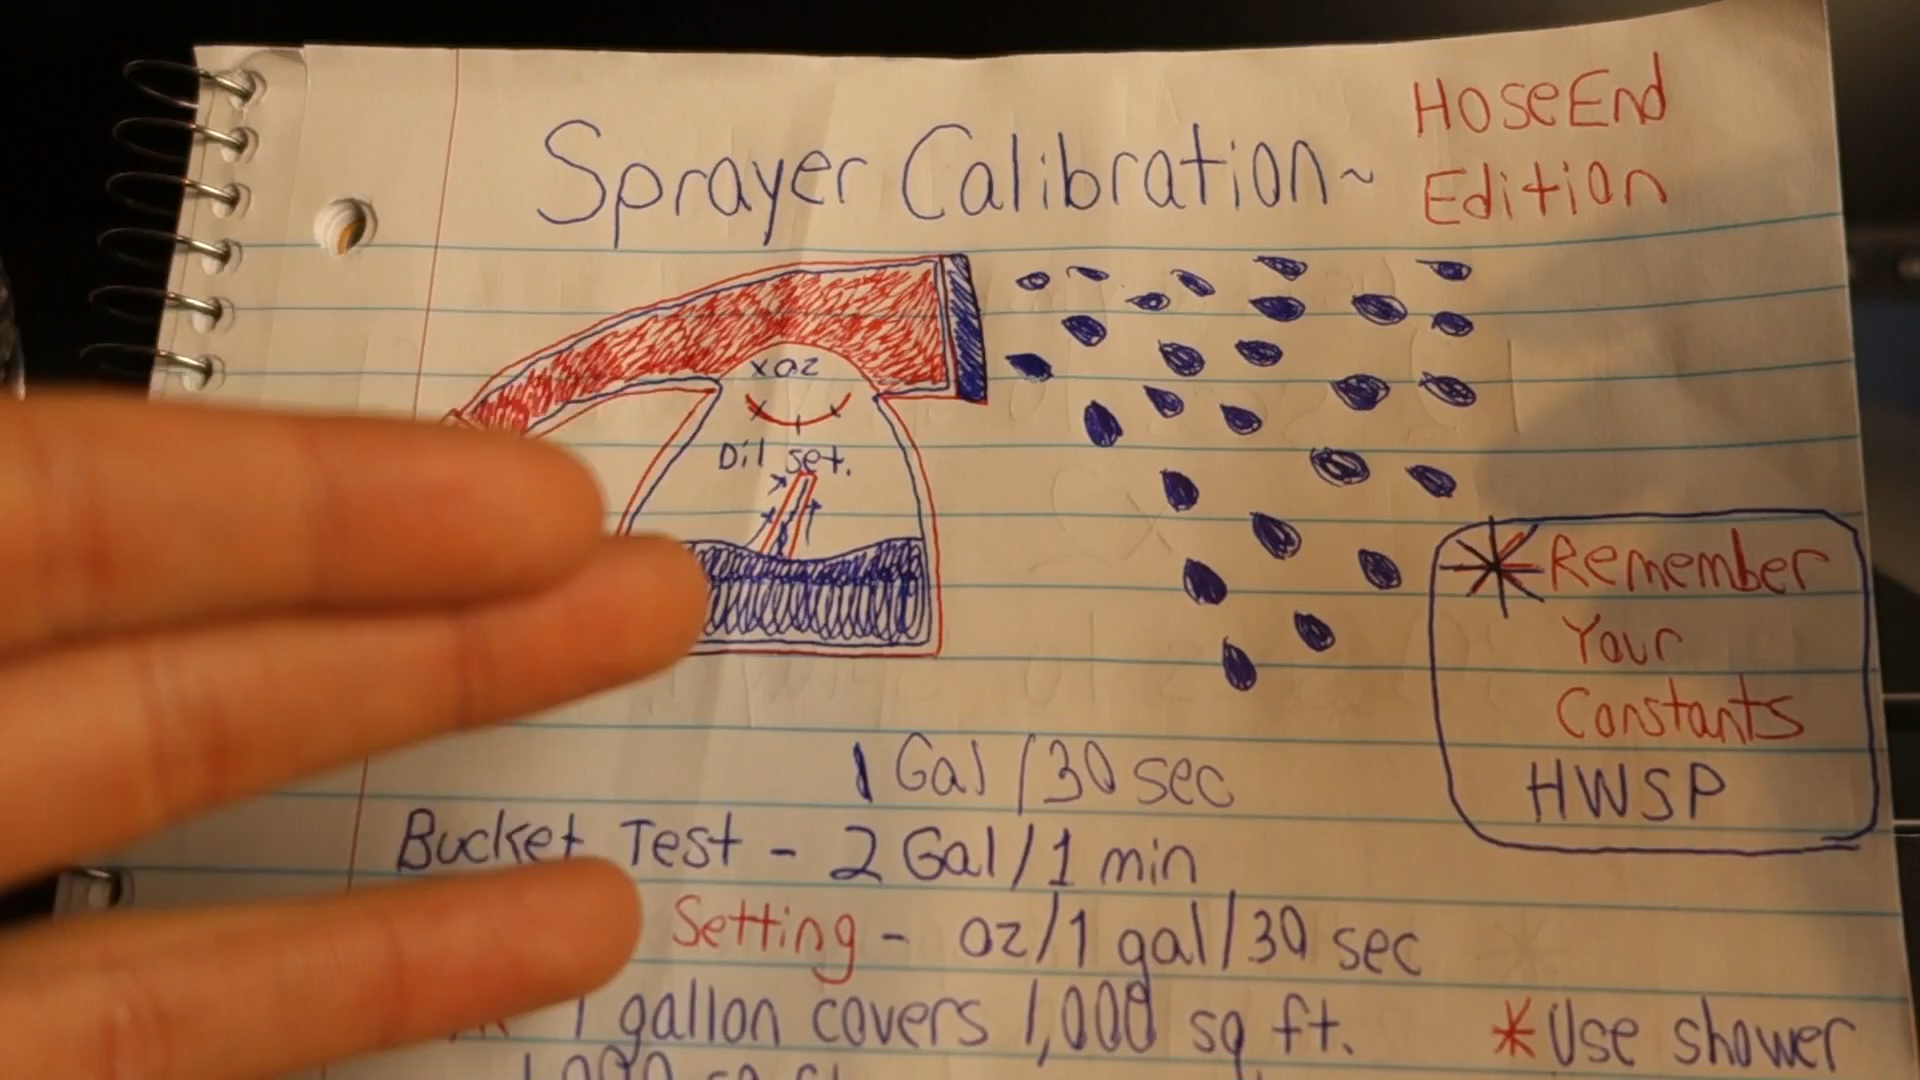 Sprayer Calibration~
HoseEnd
Edition
xoz
Dil set.
*Remember
Your
Constants
HWSP
1 Gal/30 sec
Bucket Test - 2 Gal/1 min
Setting - oz/1 gal/30 sec
1 gallon covers 1,000 sq ft.
*Use shower